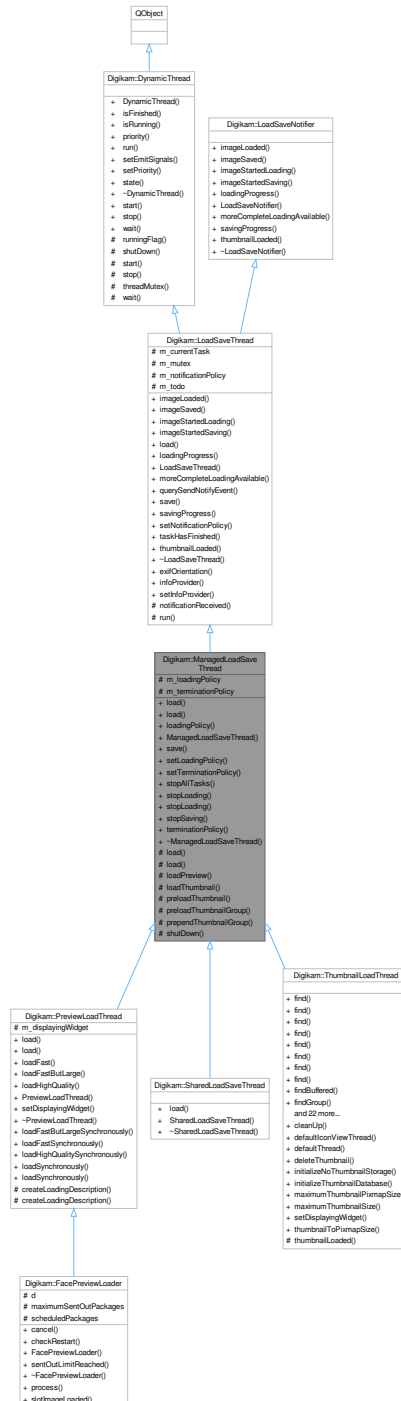 QObject
Digikam::DynamicThread
+ DynamicThread()
+ isFinished()
+ isRunning()
+ priority()
+ run()
+ setEmitSignals()
+ setPriority()
+ state()
+ ~DynamicThread()
+ start()
+ stop()
+ wait()
# runningFlag()
# shutDown()
# start()
# stop()
# threadMutex()
# wait()
Digikam::LoadSaveNotifier
+ imageLoaded()
+ imageSaved()
+ imageStartedLoading()
+ imageStartedSaving()
+ loadingProgress()
+ LoadSaveNotifier()
+ moreCompleteLoadingAvailable()
+ savingProgress()
+ thumbnailLoaded()
+ ~LoadSaveNotifier()
Digikam::LoadSaveThread
# m_currentTask
# m_mutex
# m_notificationPolicy
# m_todo
+ imageLoaded()
+ imageSaved()
+ imageStartedLoading()
+ imageStartedSaving()
+ load()
+ loadingProgress()
+ LoadSaveThread()
+ moreCompleteLoadingAvailable()
+ querySendNotifyEvent()
+ save()
+ savingProgress()
+ setNotificationPolicy()
+ taskHasFinished()
+ thumbnailLoaded()
+ ~LoadSaveThread()
+ exifOrientation()
+ infoProvider()
+ setInfoProvider()
# notificationReceived()
# run()
Digikam::ManagedLoadSave
Thread
# m_loadingPolicy
# m_terminationPolicy
+ load()
+ load()
+ loadingPolicy()
+ ManagedLoadSaveThread()
+ save()
+ setLoadingPolicy()
+ setTerminationPolicy()
+ stopAllTasks()
+ stopLoading()
+ stopLoading()
+ stopSaving()
+ terminationPolicy()
+ ~ManagedLoadSaveThread()
# load()
# load()
# loadPreview()
# loadThumbnail()
# preloadThumbnail()
# preloadThumbnailGroup()
# prependThumbnailGroup()
# shutDown()
Digikam::PreviewLoadThread
# m_displayingWidget
+ load()
+ load()
+ loadFast()
+ loadFastButLarge()
+ loadHighQuality()
+ PreviewLoadThread()
+ setDisplayingWidget()
+ ~PreviewLoadThread()
+ loadFastButLargeSynchronously()
+ loadFastSynchronously()
+ loadHighQualitySynchronously()
+ loadSynchronously()
+ loadSynchronously()
# createLoadingDescription()
# createLoadingDescription()
Digikam::SharedLoadSaveThread
+ load()
+ SharedLoadSaveThread()
+ ~SharedLoadSaveThread()
Digikam::ThumbnailLoadThread
+ find()
+ find()
+ find()
+ find()
+ find()
+ find()
+ find()
+ find()
+ findBuffered()
+ findGroup()
and 22 more...
+ cleanUp()
+ defaultIconViewThread()
+ defaultThread()
+ deleteThumbnail()
+ initializeNoThumbnailStorage()
+ initializeThumbnailDatabase()
+ maximumThumbnailPixmapSize()
+ maximumThumbnailSize()
+ setDisplayingWidget()
+ thumbnailToPixmapSize()
# thumbnailLoaded()
Digikam::FacePreviewLoader
# d
# maximumSentOutPackages
# scheduledPackages
+ cancel()
+ checkRestart()
+ FacePreviewLoader()
+ sentOutLimitReached()
+ ~FacePreviewLoader()
+ process()
+ slotImageLoaded()